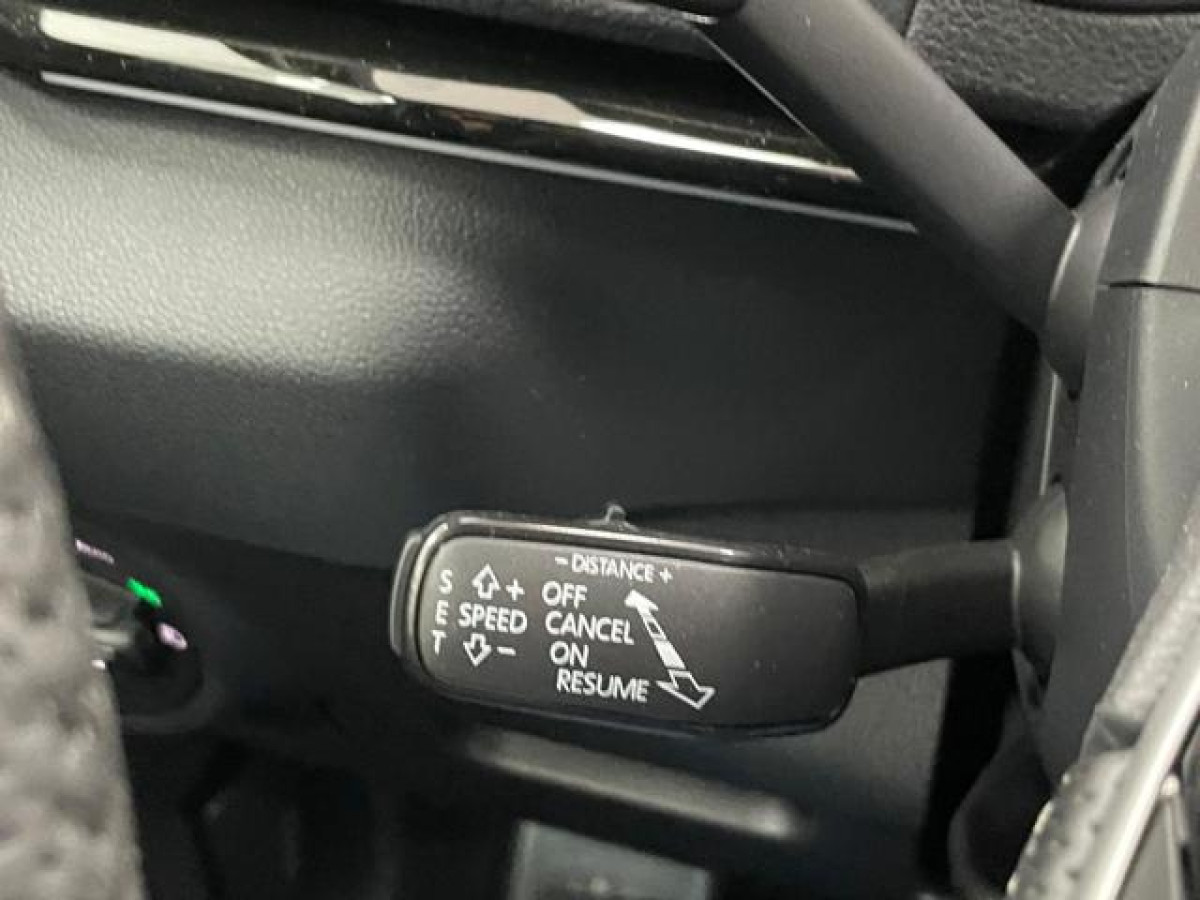 - DISTANCE +
S + OFF
E SPEED CANCEL
T - ON
RESUME